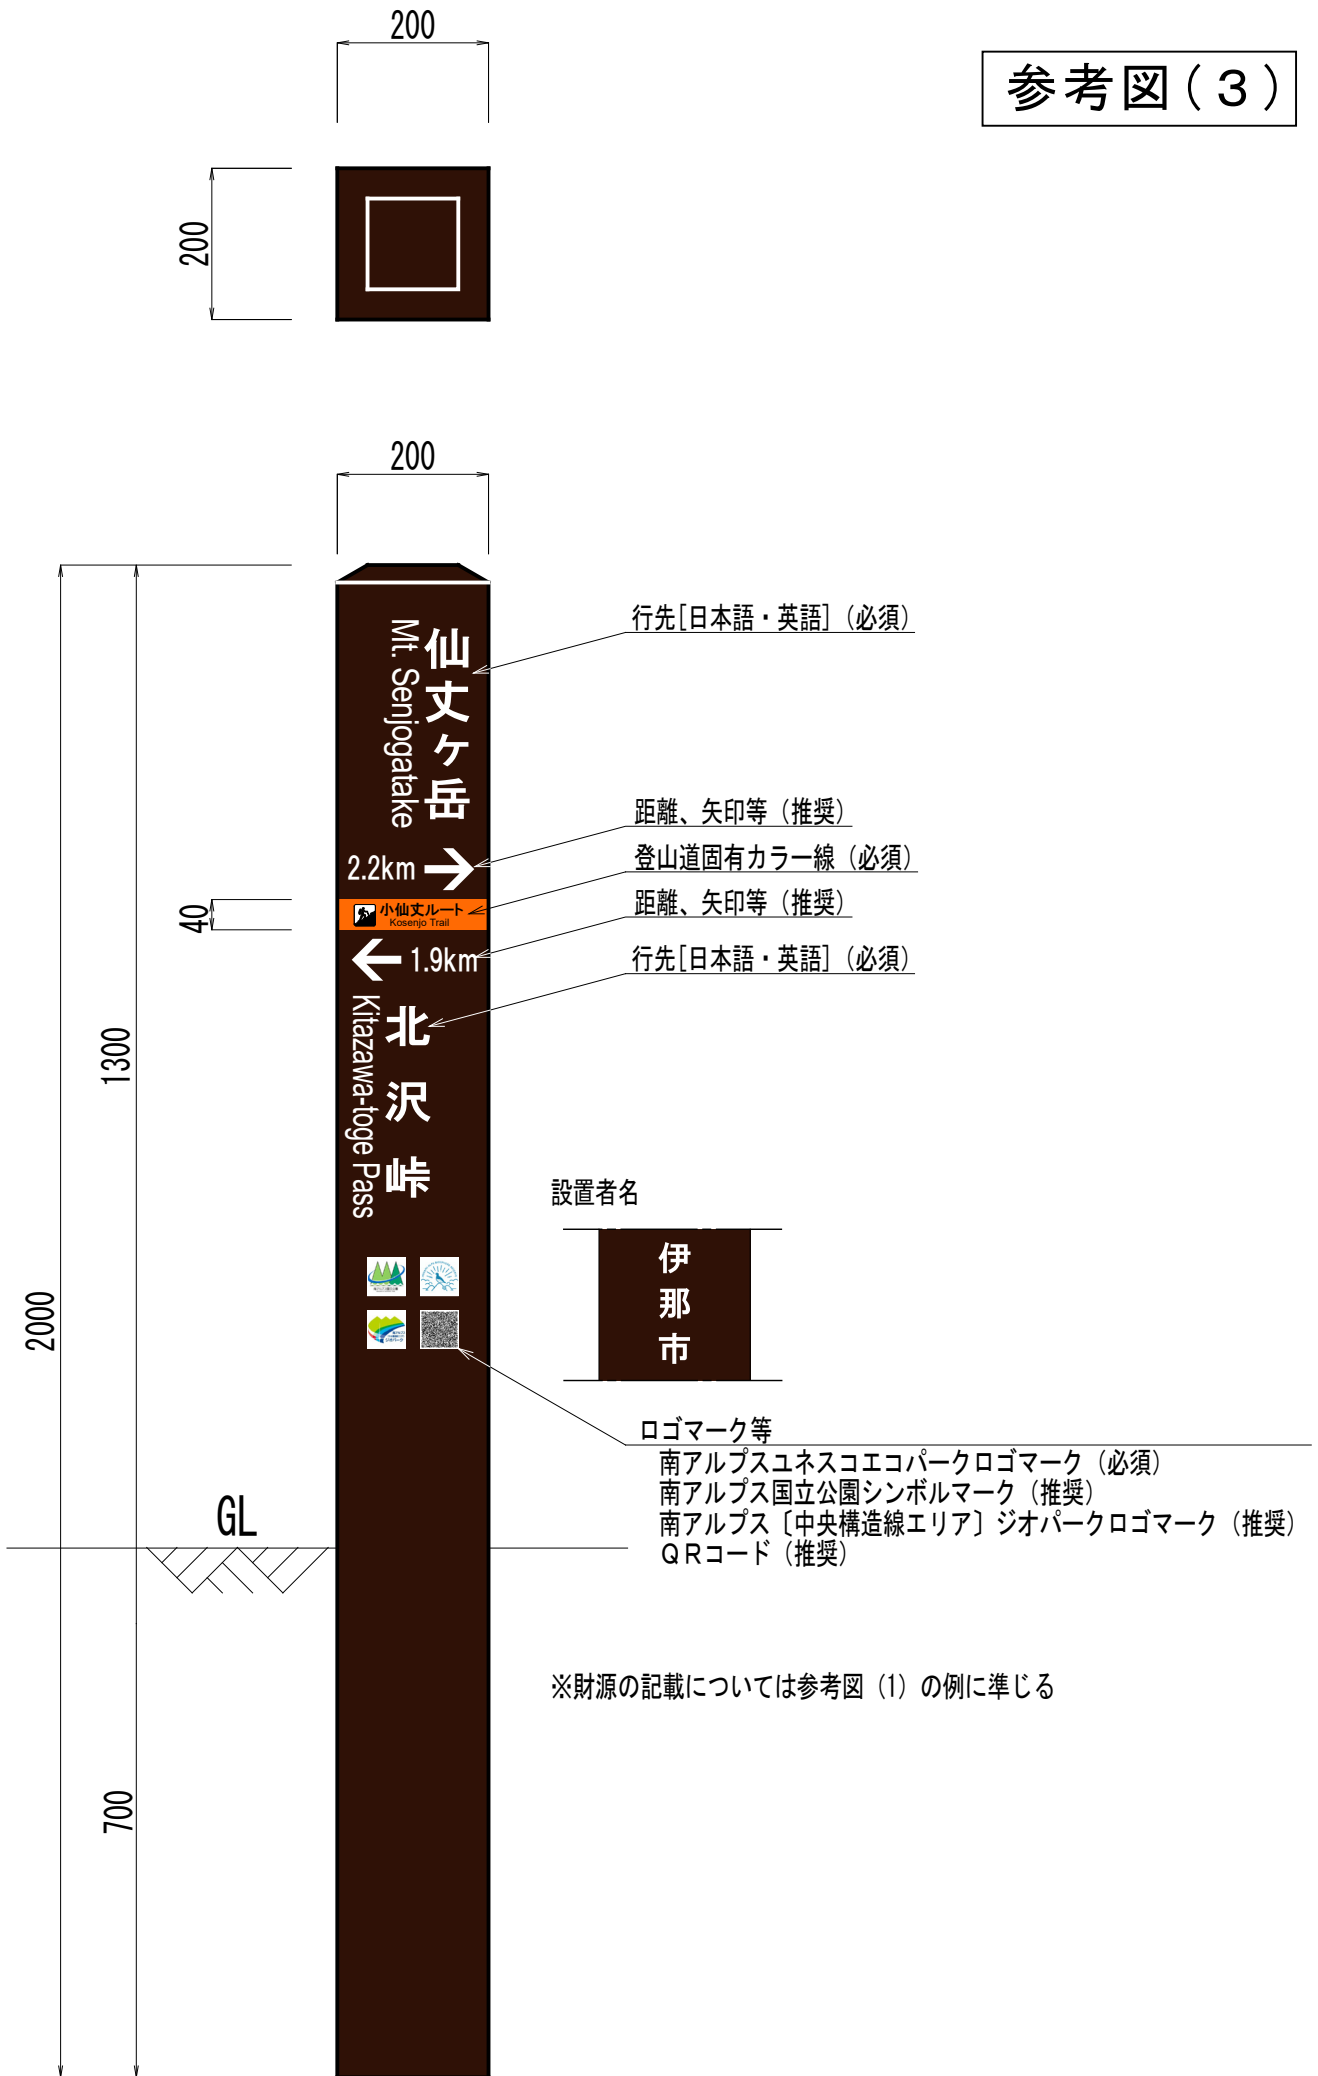 参考図(３)
200
200
200
仙丈ヶ岳
Mt. Senjogatake
2.2km
小仙丈ルート
Kosenjo Trail
1.9km
北沢峠
Kitazawa-toge Pass
行先[日本語・英語]（必須）
距離、矢印等（推奨）
登山道固有カラー線（必須）
距離、矢印等（推奨）
行先[日本語・英語]（必須）
40
1300
2000
700
GL
設置者名
伊那市
ロゴマーク等
南アルプスユネスコエコパークロゴマーク（必須）
南アルプス国立公園シンボルマーク（推奨）
南アルプス〔中央構造線エリア〕ジオパークロゴマーク（推奨）
ＱＲコード（推奨）
※財源の記載については参考図（1）の例に準じる